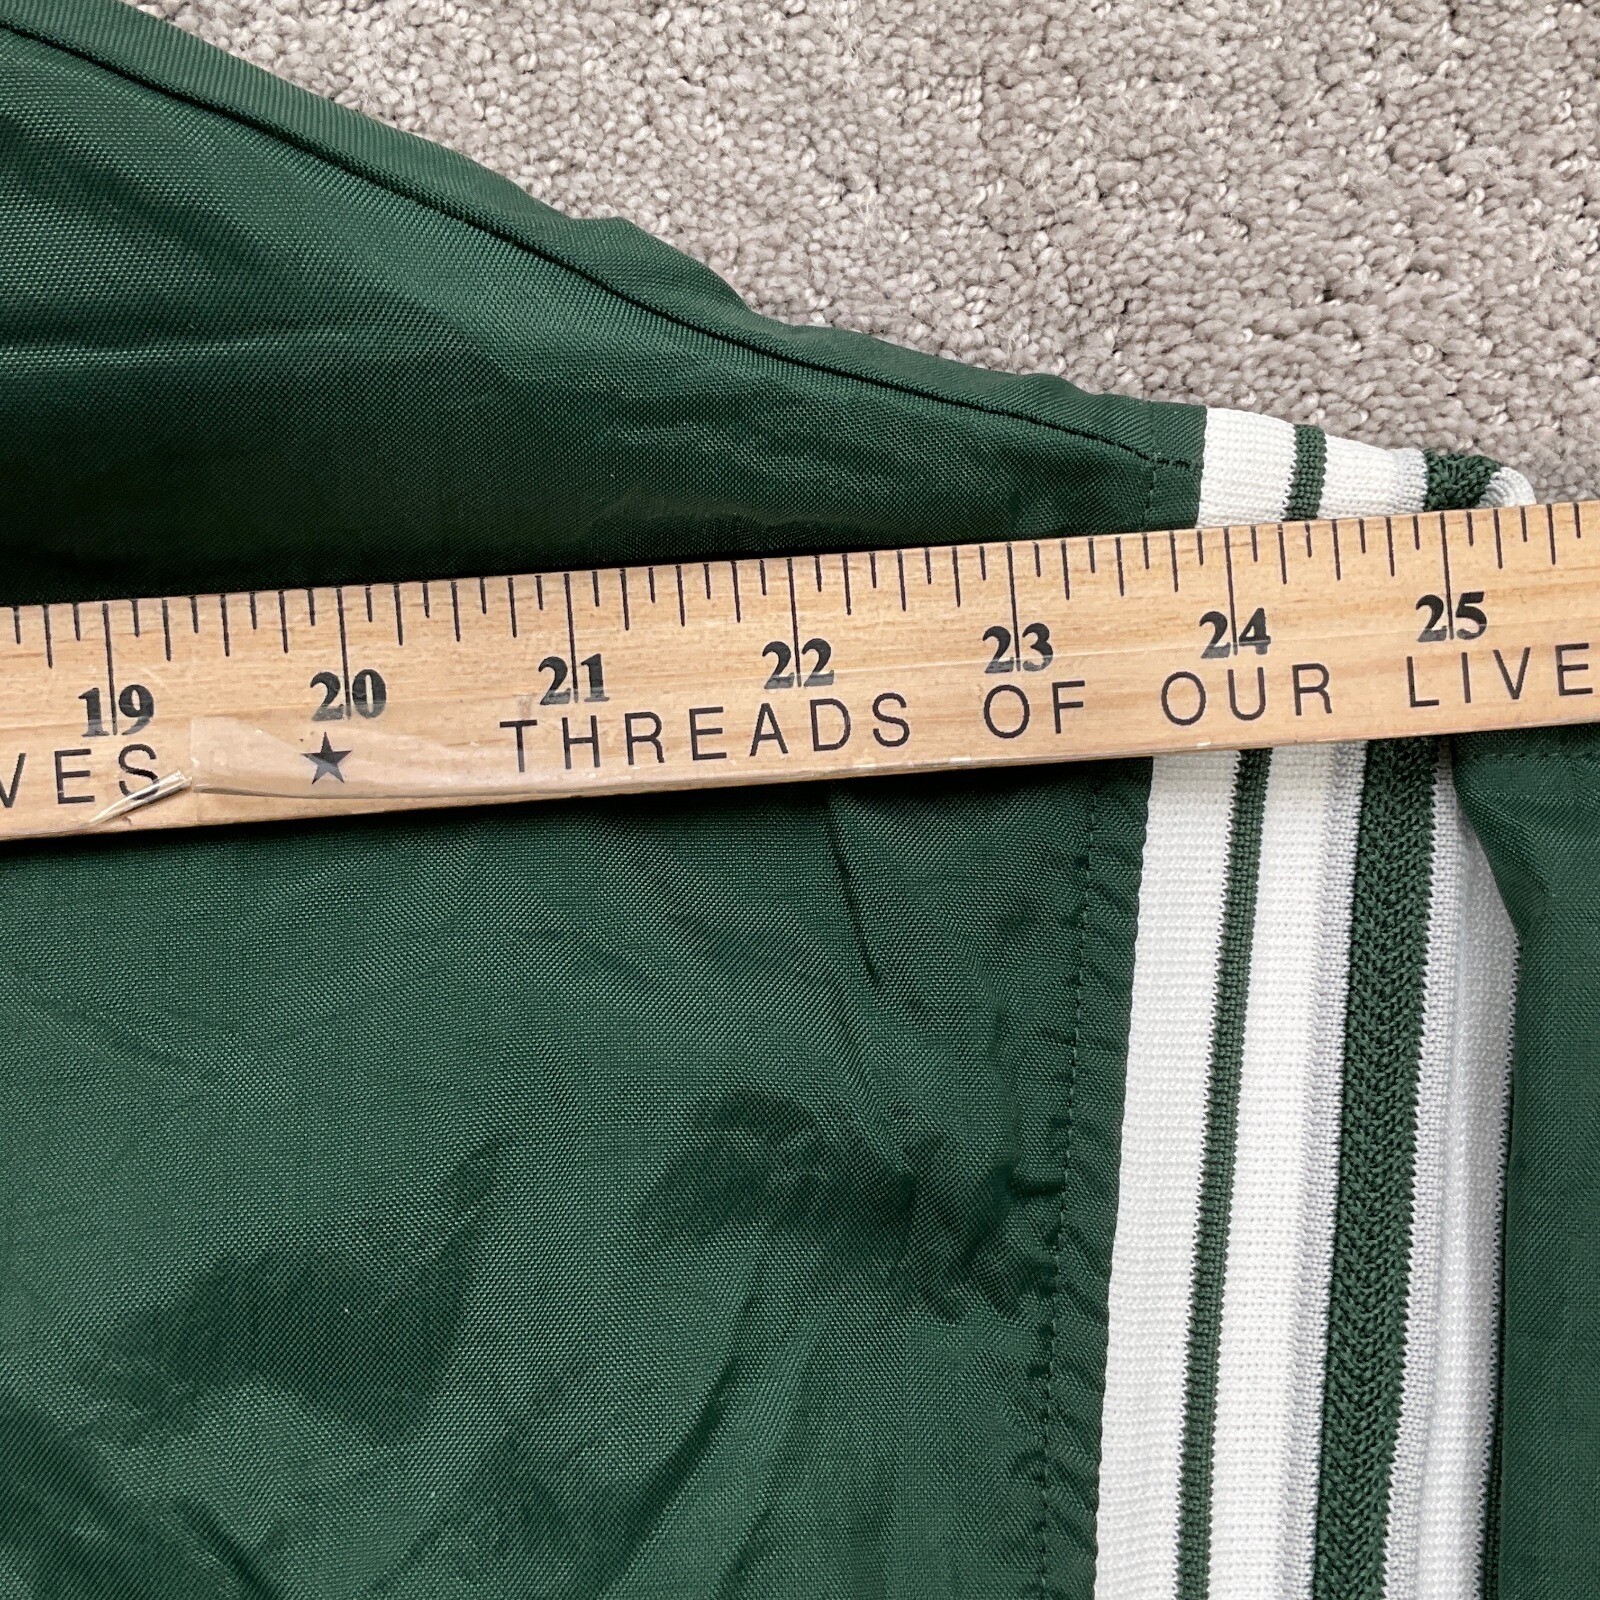 19 20 21 22 23 24 25
VES ★ THREADS OF OUR LIVE